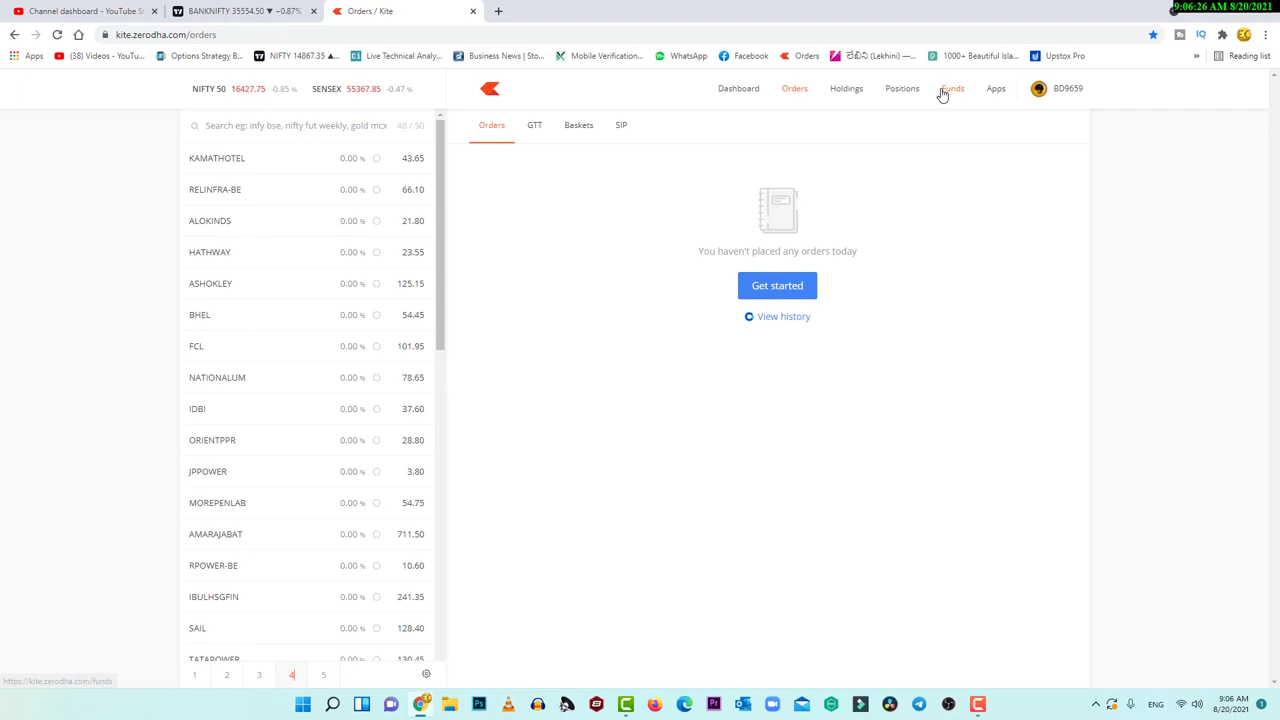 9:06:26 AM 8/20/2021
Channel dashboard - YouTube S
BANKNIFTY 35554.50 ▼ −0.87%
Orders / Kite
kite.zerodha.com/orders
Apps
(38) Videos - YouTu...
Options Strategy B...
NIFTY 14867.35 ▲...
Live Technical Analy...
Business News | Sto...
Mobile Verification...
WhatsApp
Facebook
Orders
లేఖిని (Lekhini)
1000+ Beautiful Isla...
Upstox Pro
»
Reading list
NIFTY 50 16427.75 -0.85 %
SENSEX 55367.85 -0.47 %
Dashboard
Orders
Holdings
Positions
Funds
Apps
BD9659
Search eg: infy bse, nifty fut weekly, gold mcx 48 / 50
Orders
GTT
Baskets
SIP
KAMATHOTEL 0.00 % 43.65
RELINFRA-BE 0.00 % 66.10
ALOKINDS 0.00 % 21.80
HATHWAY 0.00 % 23.55
ASHOKLEY 0.00 % 125.15
BHEL 0.00 % 54.45
FCL 0.00 % 101.95
NATIONALUM 0.00 % 78.65
IDBI 0.00 % 37.60
ORIENTPPR 0.00 % 28.80
JPPOWER 0.00 % 3.80
MOREPENLAB 0.00 % 54.75
AMARAJABAT 0.00 % 711.50
RPOWER-BE 0.00 % 10.60
IBULHSGFIN 0.00 % 241.35
SAIL 0.00 % 128.40
TATAPOWER 0.00 % 130.45
You haven't placed any orders today
Get started
View history
1 2 3 4 5
https://kite.zerodha.com/funds
ENG
9:06 AM
8/20/2021